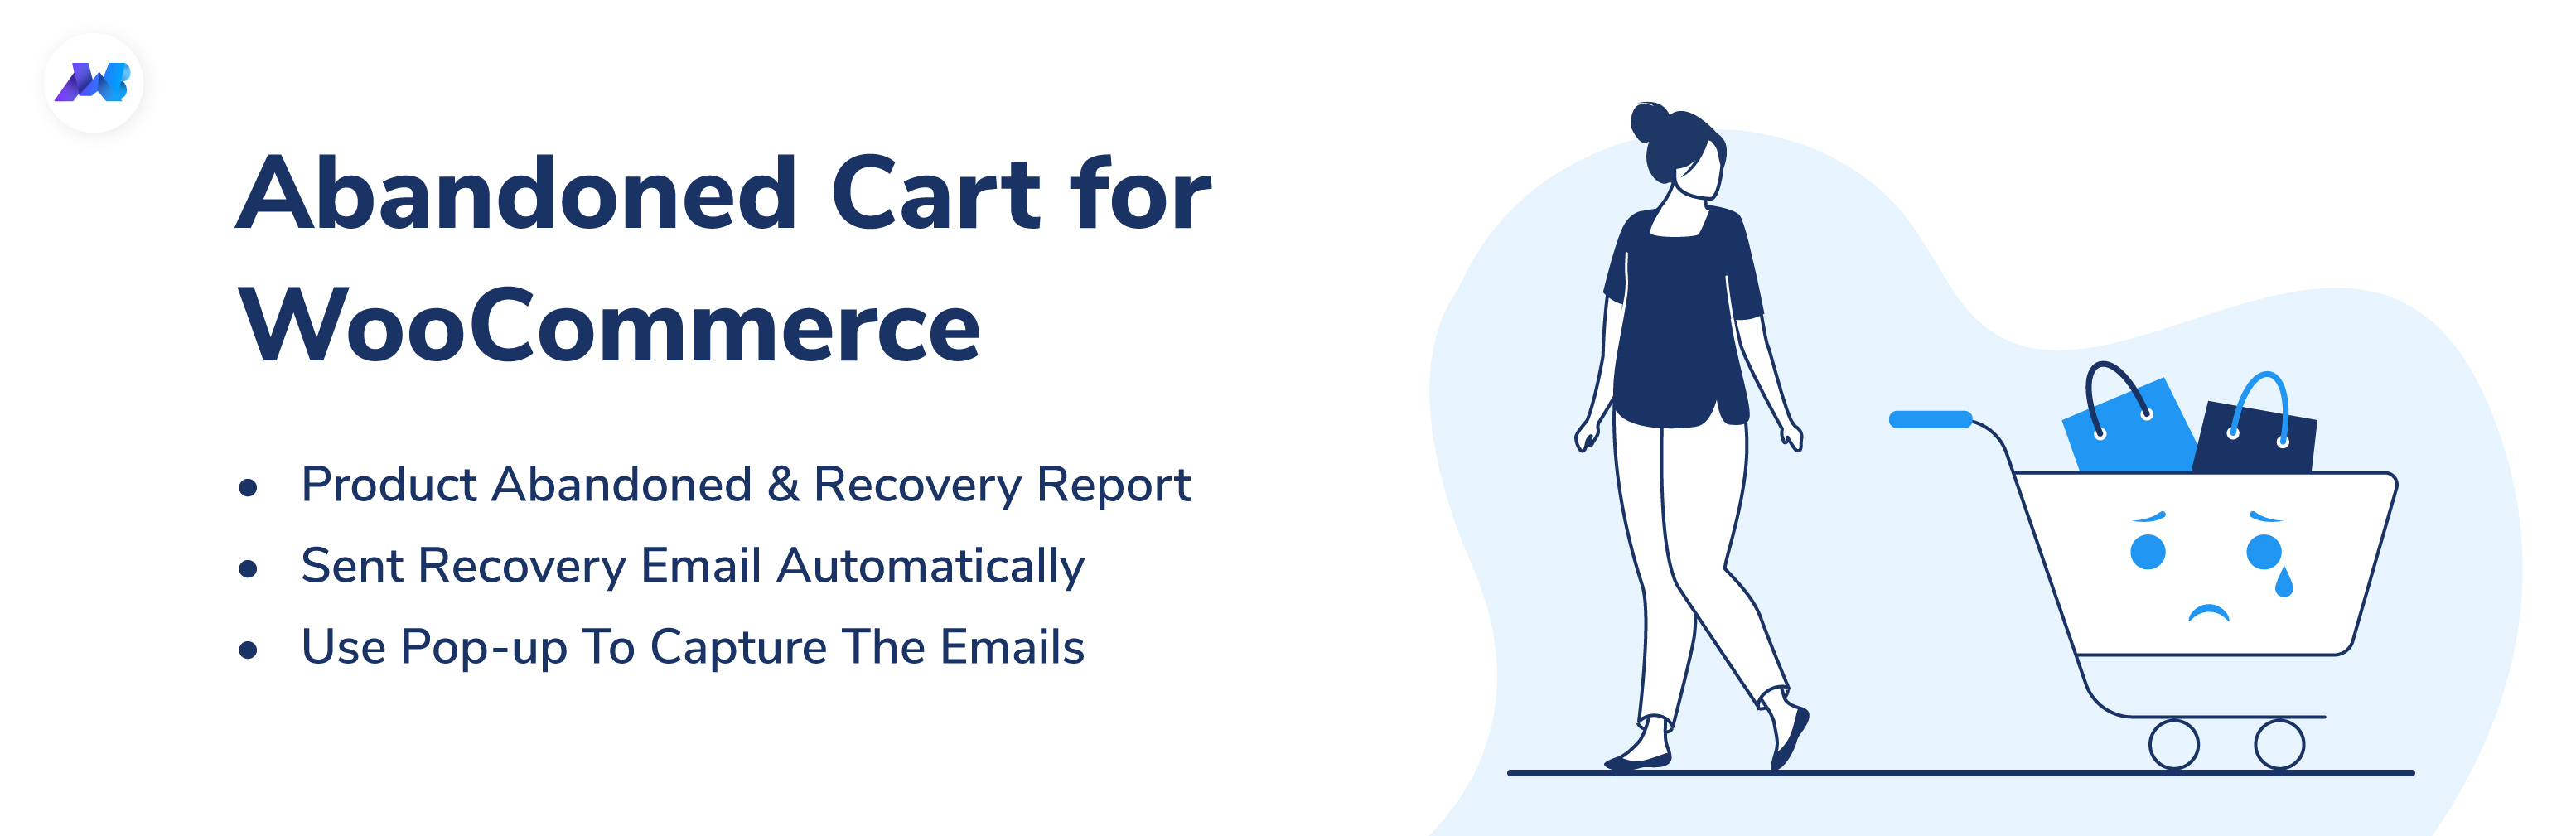 Abandoned Cart for
WooCommerce
• Product Abandoned & Recovery Report
• Sent Recovery Email Automatically
• Use Pop-up To Capture The Emails